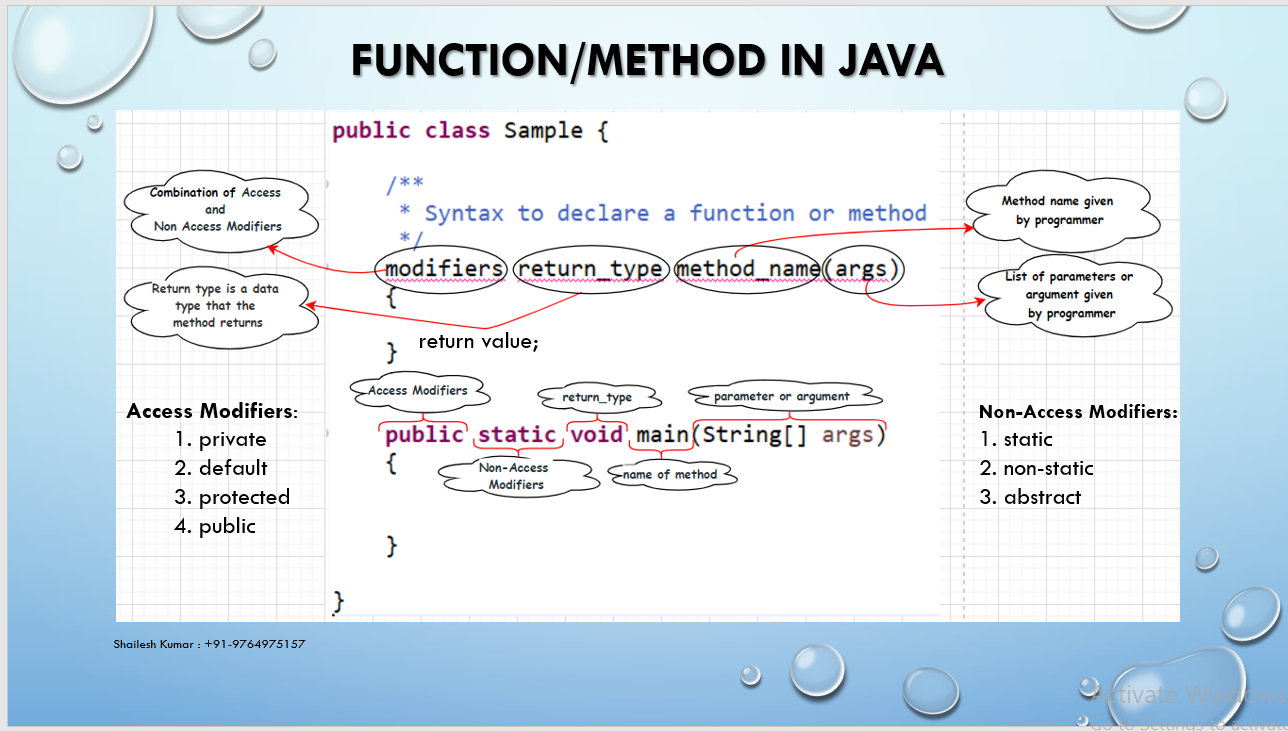 FUNCTION/METHOD IN JAVA
public class Sample {
/**
* Syntax to declare a function or method
*/
Combination of Access
and
Non Access Modifiers
Method name given
by programmer
modifiers return_type method_name(args)
{
Return type is a data
type that the
method returns
List of parameters or
argument given
by programmer
return value;
}
Access Modifiers
return_type
parameter or argument
public static void main(String[] args)
{
Non-Access
Modifiers
name of method
}
}
Access Modifiers:
1. private
2. default
3. protected
4. public
Non-Access Modifiers:
1. static
2. non-static
3. abstract
Shailesh Kumar : +91-9764975157
Activate Windows
Go to Settings to activate